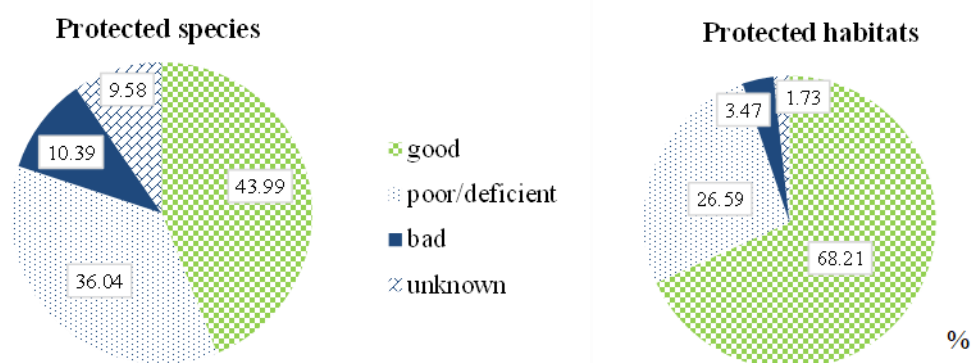 Protected species
9.58
10.39
43.99
36.04
good
poor/deficient
bad
unknown
Protected habitats
1.73
3.47
26.59
68.21
%